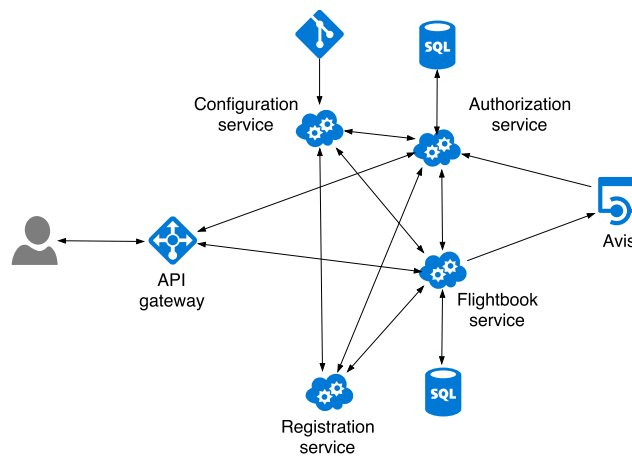 SQL
Configuration
service
Authorization
service
Avis
API
gateway
Flightbook
service
SQL
Registration
service